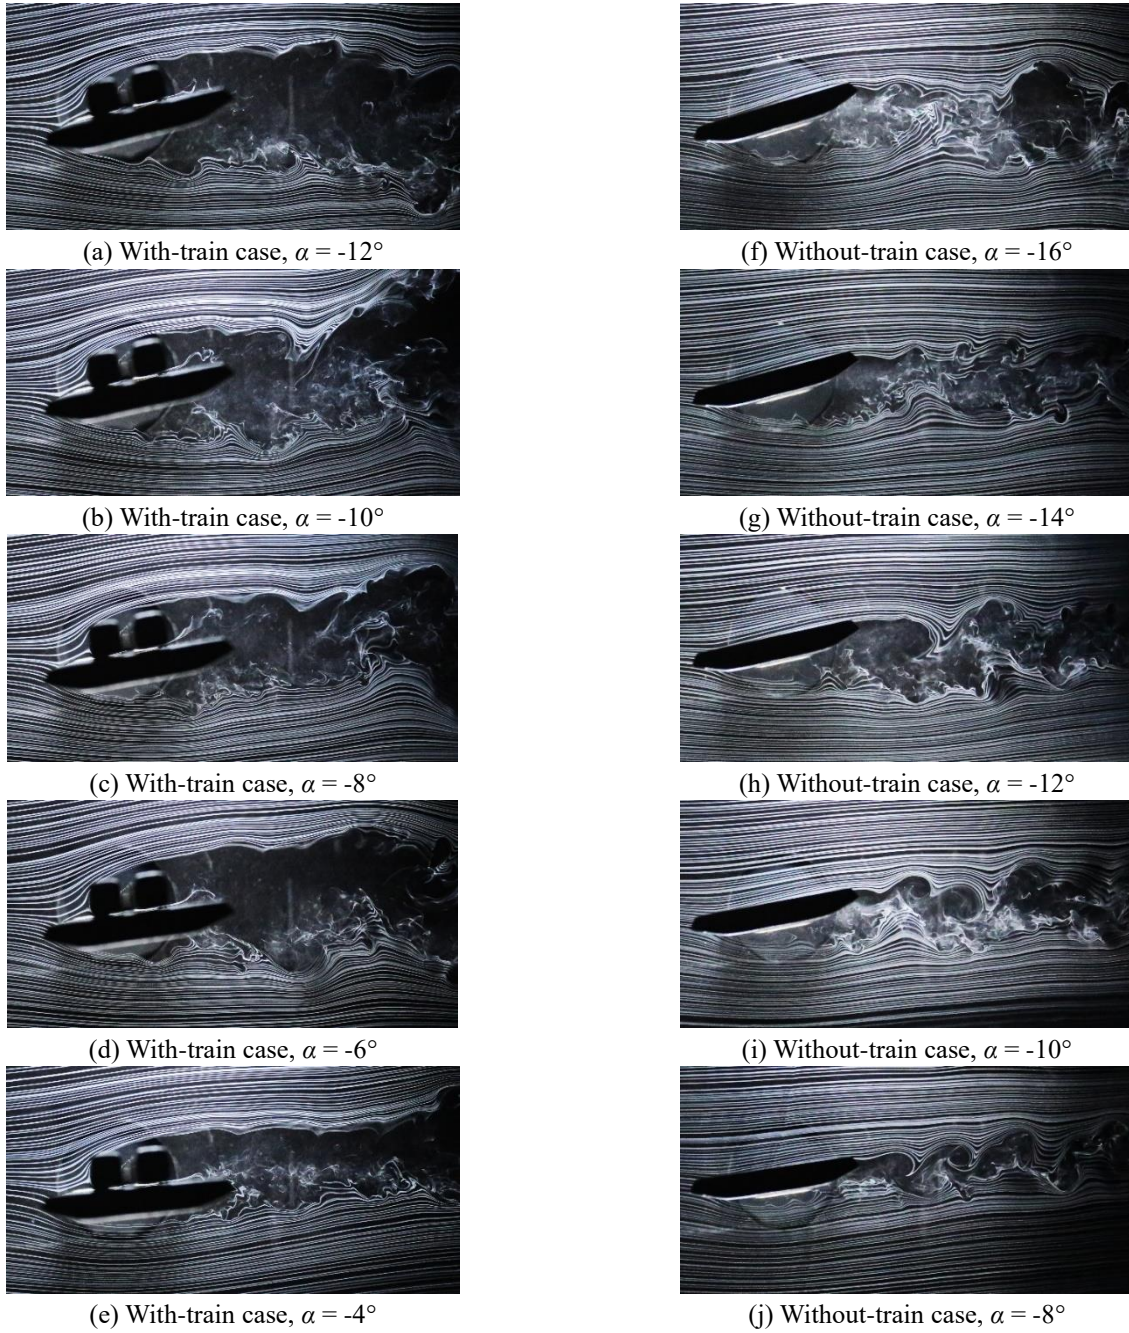 (a) With-train case, α = -12°
(f) Without-train case, α = -16°
(b) With-train case, α = -10°
(g) Without-train case, α = -14°
(c) With-train case, α = -8°
(h) Without-train case, α = -12°
(d) With-train case, α = -6°
(i) Without-train case, α = -10°
(e) With-train case, α = -4°
(j) Without-train case, α = -8°